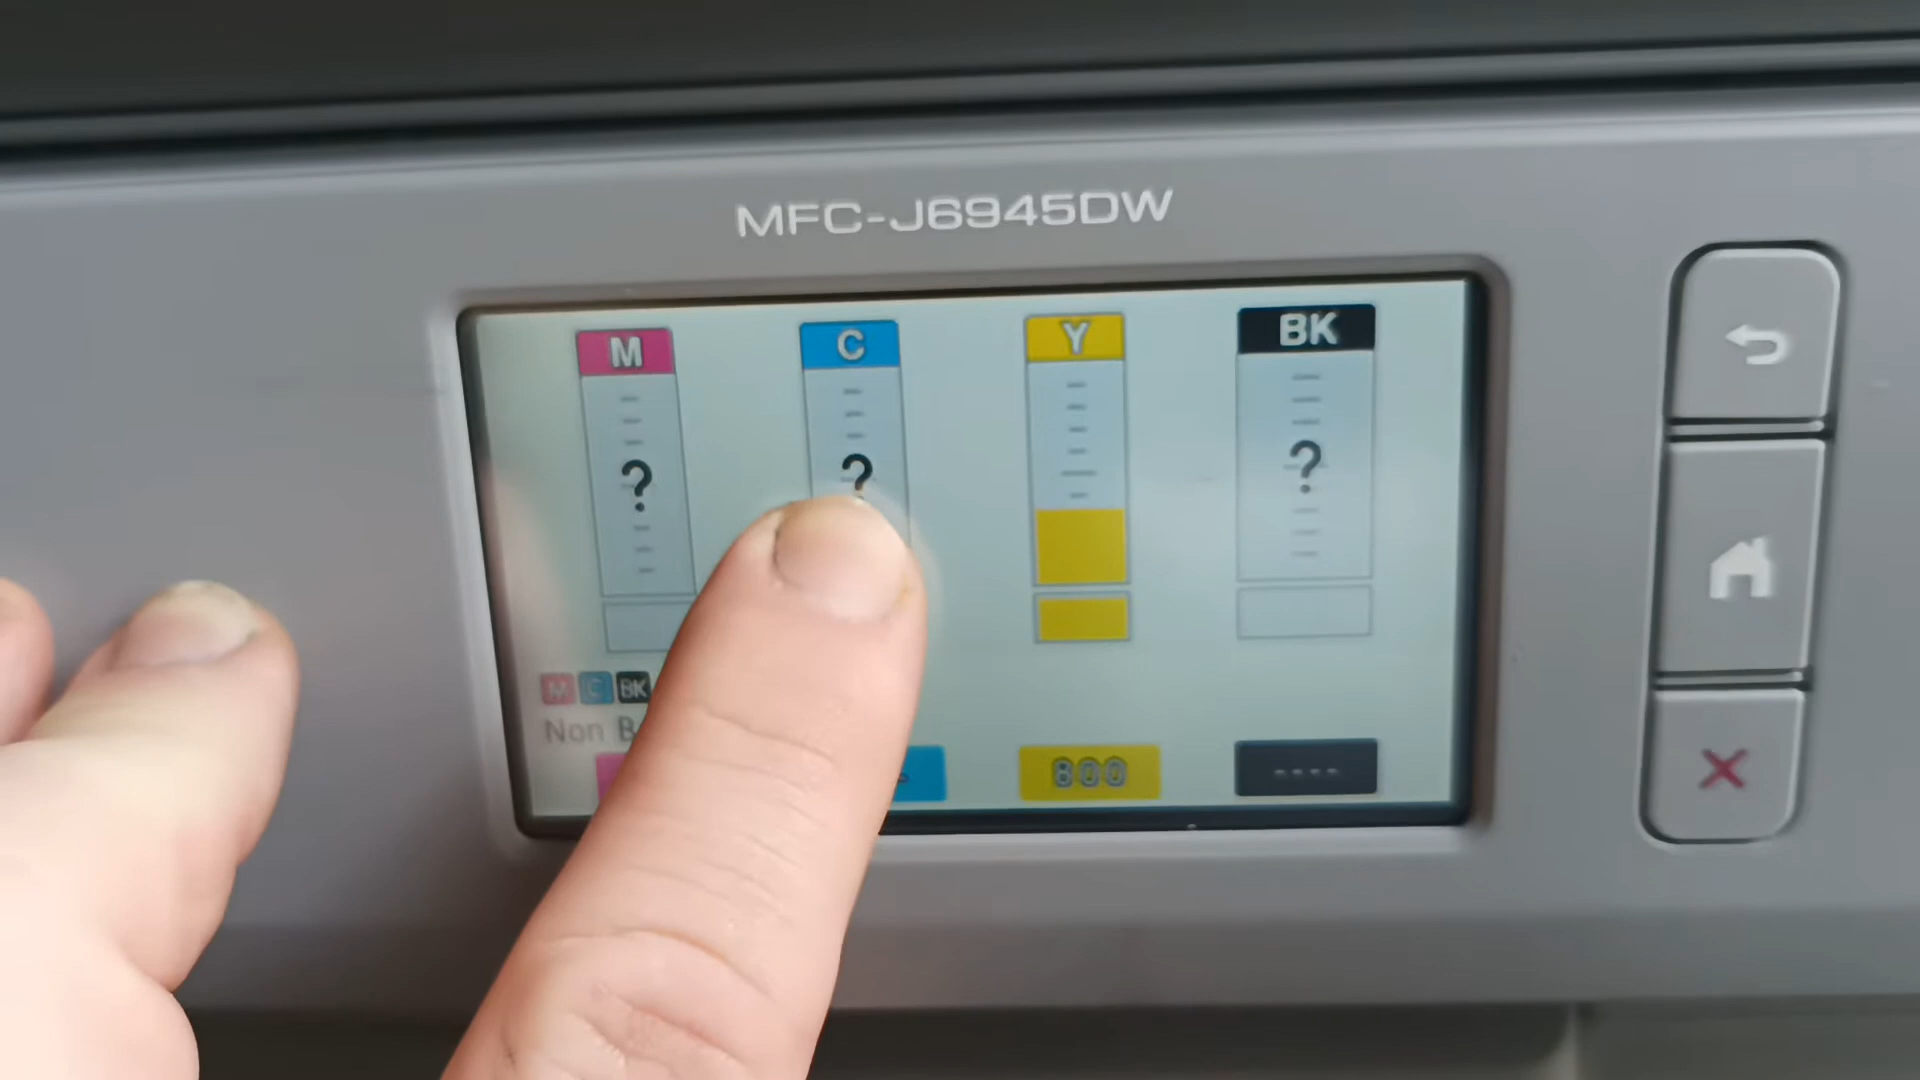 MFC-J6945DW
M C Y BK
? ? ?
M C BK
Non
800 ----